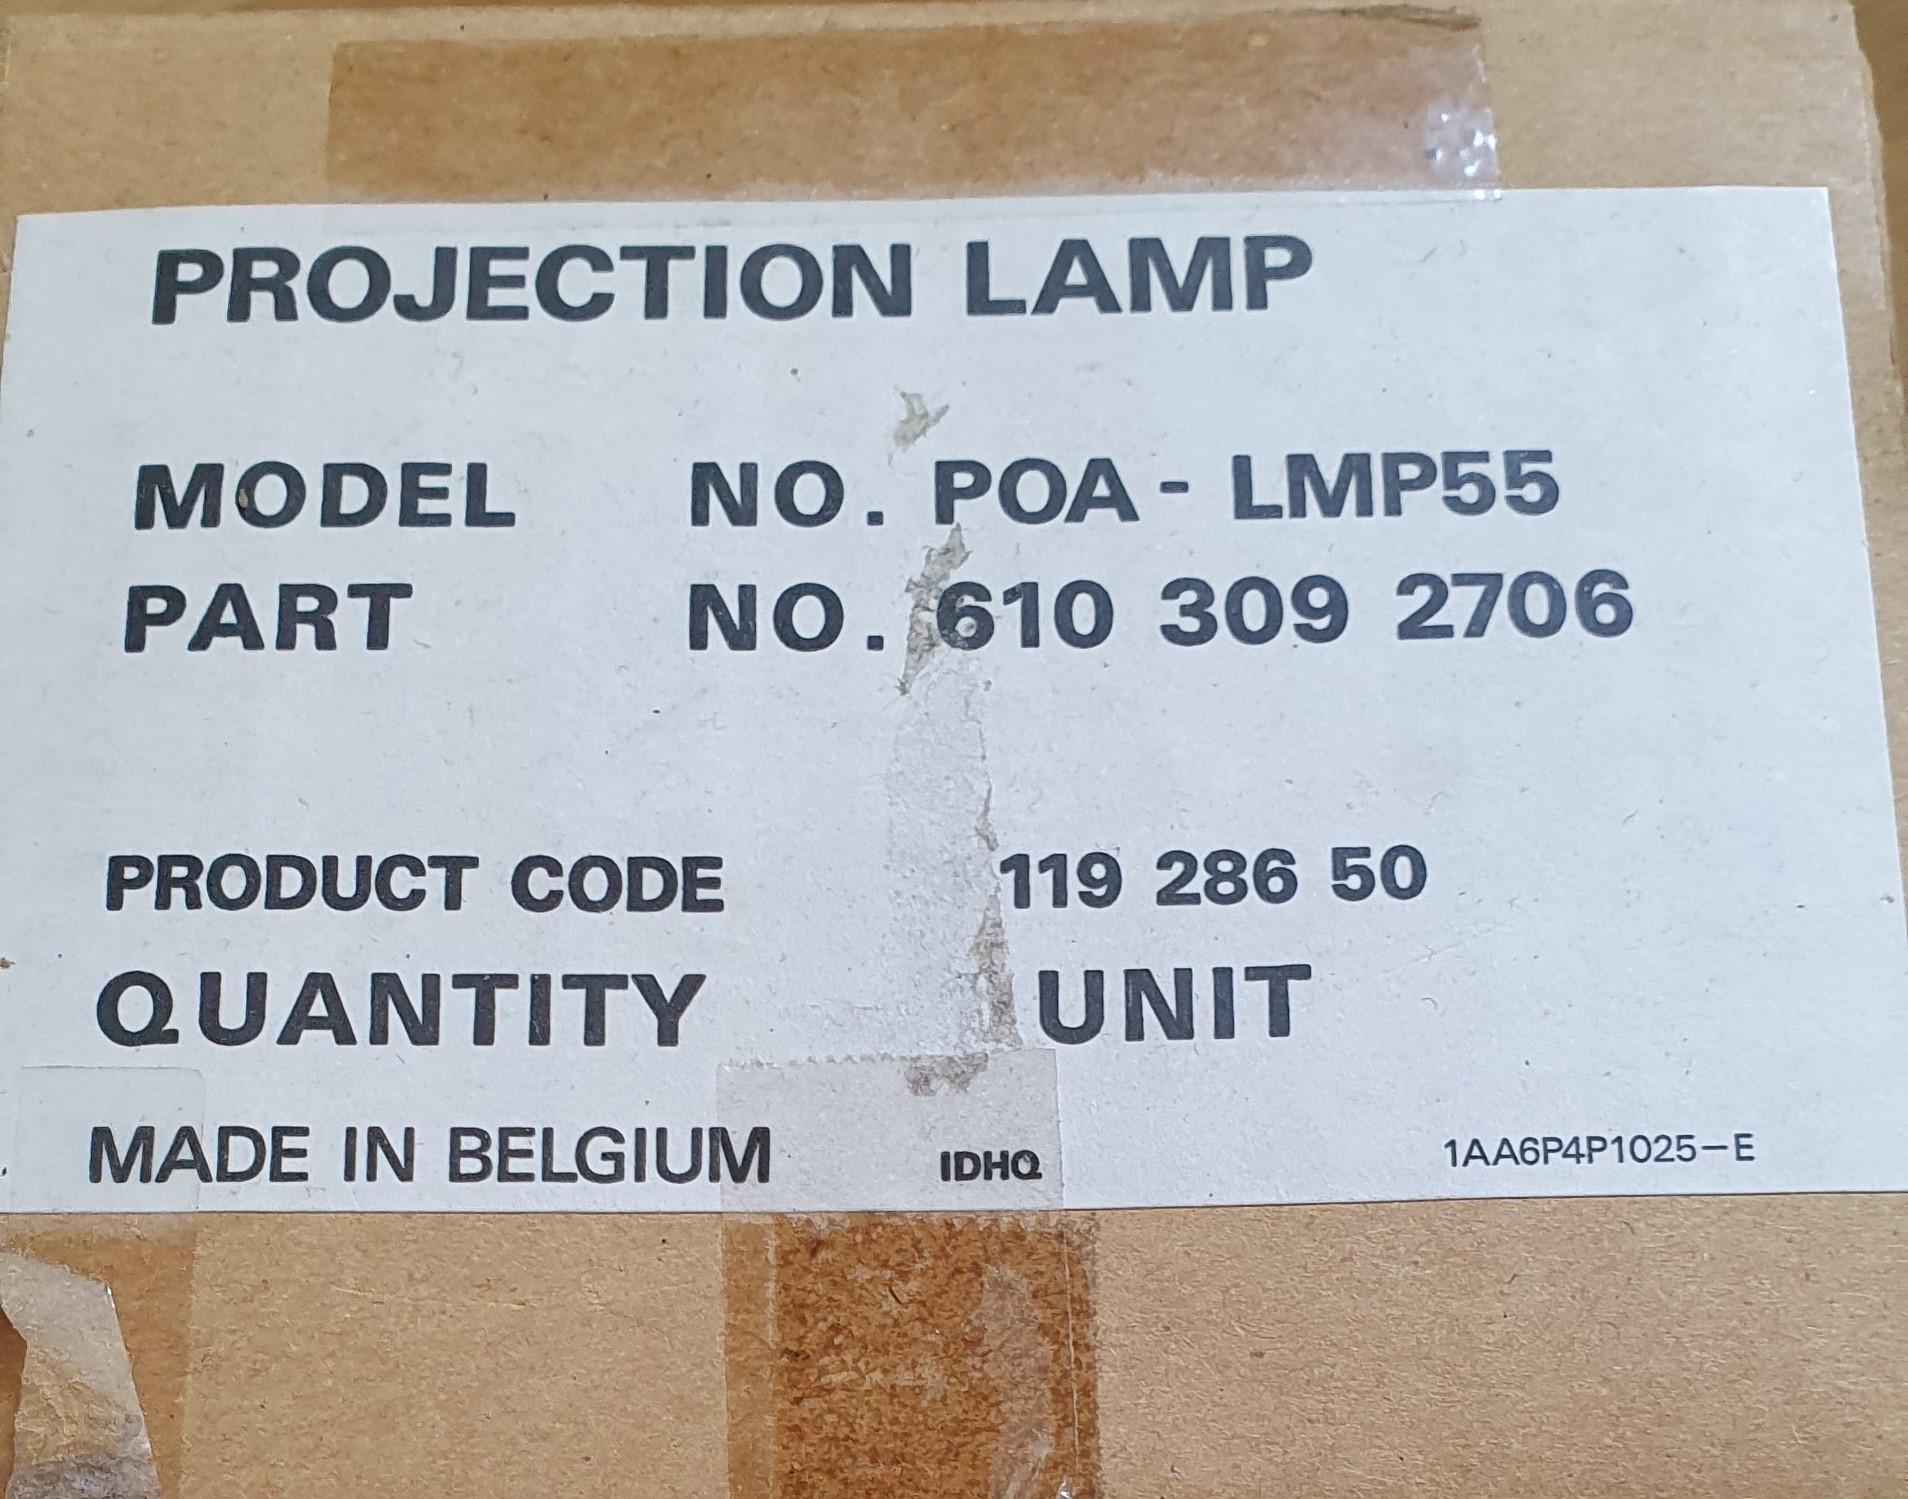 PROJECTION LAMP
MODEL NO. POA-LMP55
PART NO. 610 309 2706
PRODUCT CODE 119 286 50
QUANTITY UNIT
MADE IN BELGIUM IDHQ 1AA6P4P1025-E